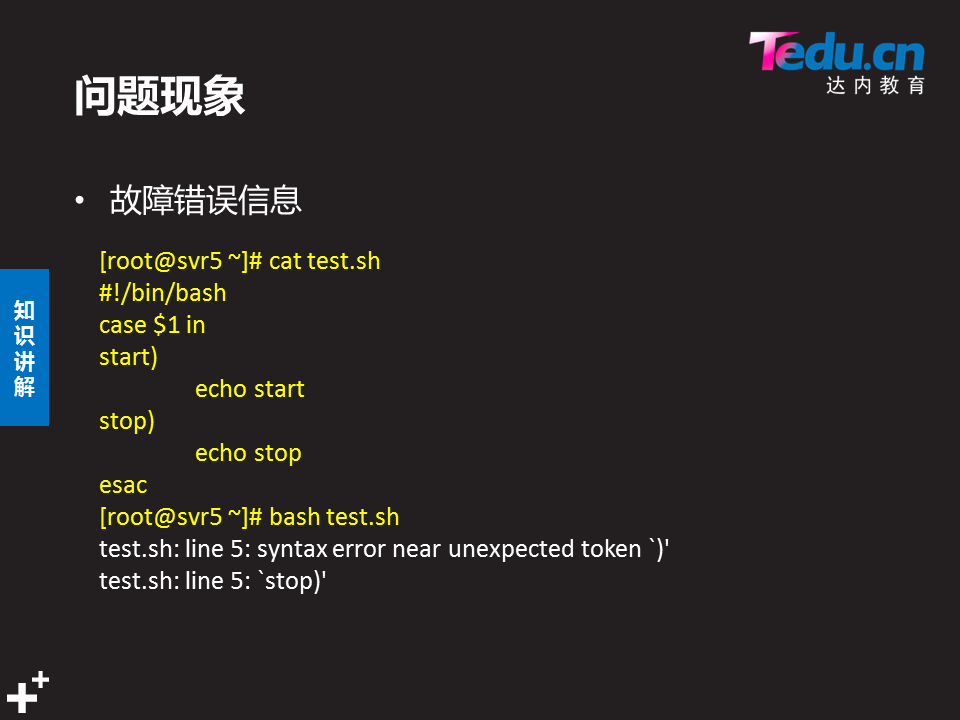 Tedu.cn
达内教育
问题现象
• 故障错误信息
[root@svr5 ~]# cat test.sh
#!/bin/bash
case $1 in
start)
echo start
stop)
echo stop
esac
[root@svr5 ~]# bash test.sh
test.sh: line 5: syntax error near unexpected token `)'
test.sh: line 5: `stop)'
知识讲解